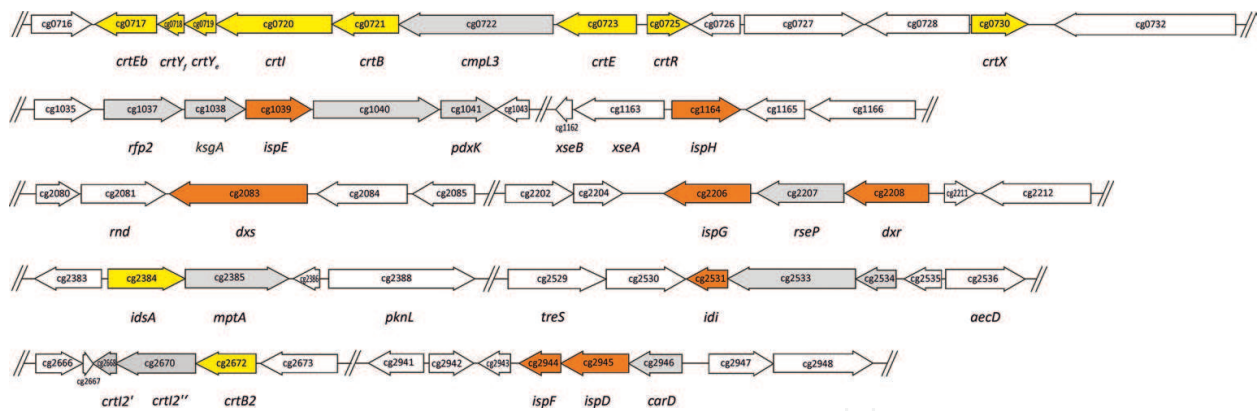 cg0716 cg0717 cg0718 cg0719 cg0720 cg0721 cg0722 cg0723 cg0725 cg0726 cg0727 cg0728 cg0730 cg0732
crtEb crtYf crtYe crtI crtB cmpL3 crtE crtR crtX
cg1035 cg1037 cg1038 cg1039 cg1040 cg1041 cg1043 cg1162 cg1163 cg1164 cg1165 cg1166
rfp2 ksgA ispE pdxK xseB xseA ispH
cg2080 cg2081 cg2083 cg2084 cg2085 cg2202 cg2204 cg2206 cg2207 cg2208 cg2211 cg2212
rnd dxs ispG rseP dxr
cg2383 cg2384 cg2385 cg2386 cg2388 cg2529 cg2530 cg2531 cg2533 cg2534 cg2535 cg2536
idsA mptA pknL treS idi aecD
cg2666 cg2667 cg2668 cg2670 cg2672 cg2673 cg2941 cg2942 cg2943 cg2944 cg2945 cg2946 cg2947 cg2948
crtI2' crtI2'' crtB2 ispF ispD carD